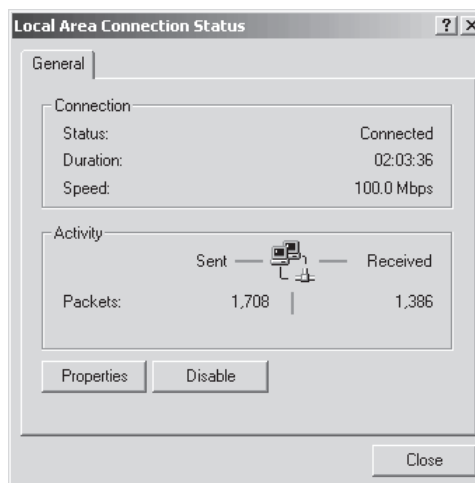 Local Area Connection Status ? X
General
Connection
Status: Connected
Duration: 02:03:36
Speed: 100.0 Mbps
Activity
Sent Received
Packets: 1,708 1,386
Properties Disable
Close